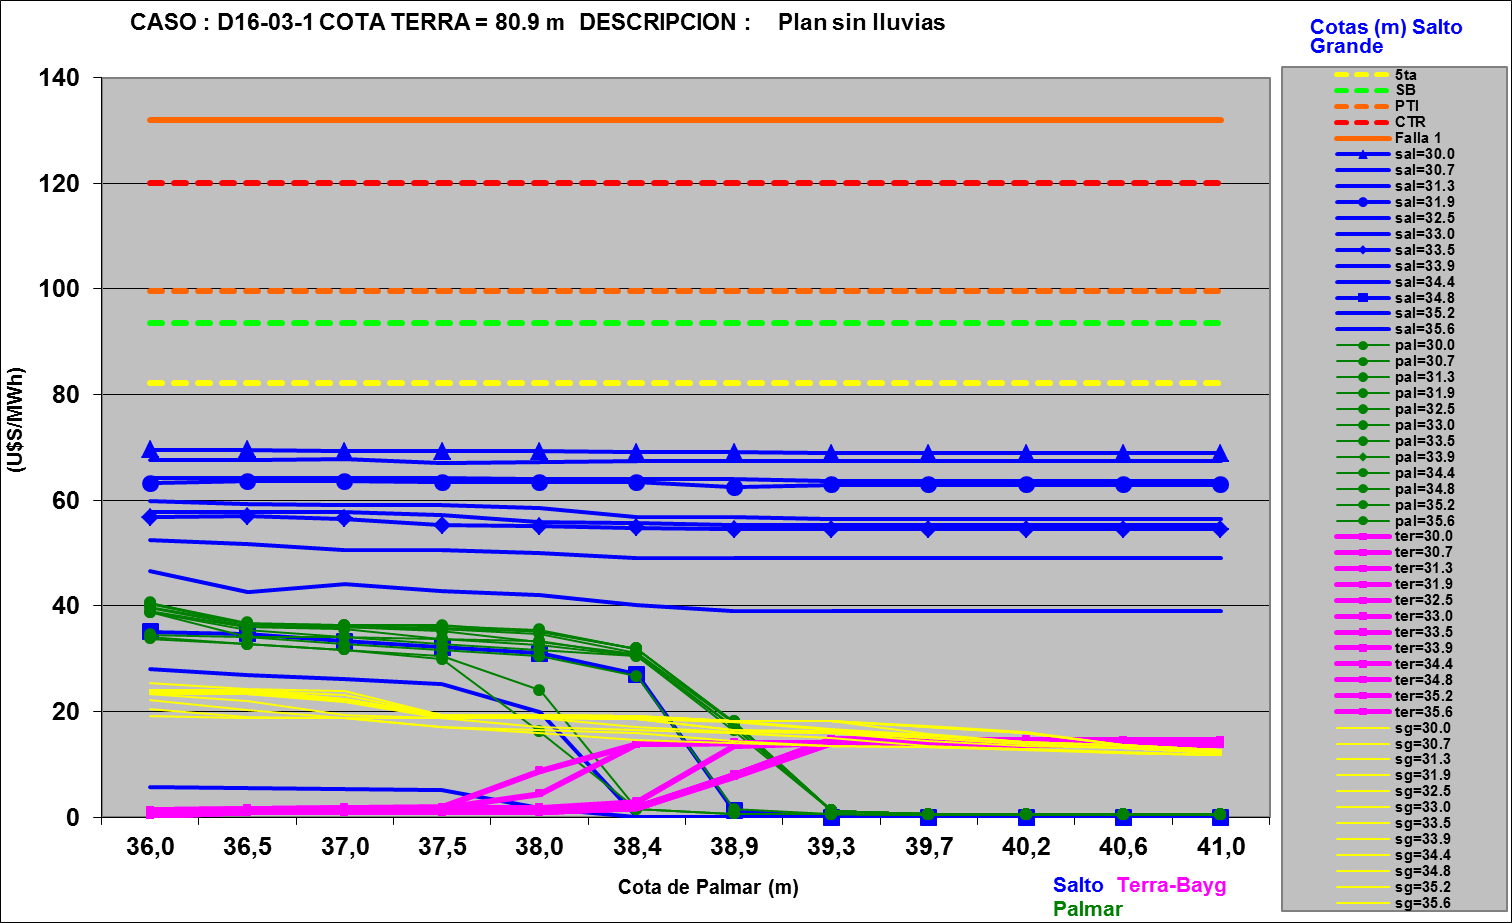 CASO : D16-03-1 COTA TERRA = 80.9 m DESCRIPCION : Plan sin lluvias
Cotas (m) Salto
Grande
140
120
100
80
60
40
20
0
(U$S/MWh)
36,0 36,5 37,0 37,5 38,0 38,4 38,9 39,3 39,7 40,2 40,6 41,0
Cota de Palmar (m)
Salto Terra-Bayg
Palmar
5ta
SB
PTI
CTR
Falla 1
sal=30.0
sal=30.7
sal=31.3
sal=31.9
sal=32.5
sal=33.0
sal=33.5
sal=33.9
sal=34.4
sal=34.8
sal=35.2
sal=35.6
pal=30.0
pal=30.7
pal=31.3
pal=31.9
pal=32.5
pal=33.0
pal=33.5
pal=33.9
pal=34.4
pal=34.8
pal=35.2
pal=35.6
ter=30.0
ter=30.7
ter=31.3
ter=31.9
ter=32.5
ter=33.0
ter=33.5
ter=33.9
ter=34.4
ter=34.8
ter=35.2
ter=35.6
sg=30.0
sg=30.7
sg=31.3
sg=31.9
sg=32.5
sg=33.0
sg=33.5
sg=33.9
sg=34.4
sg=34.8
sg=35.2
sg=35.6